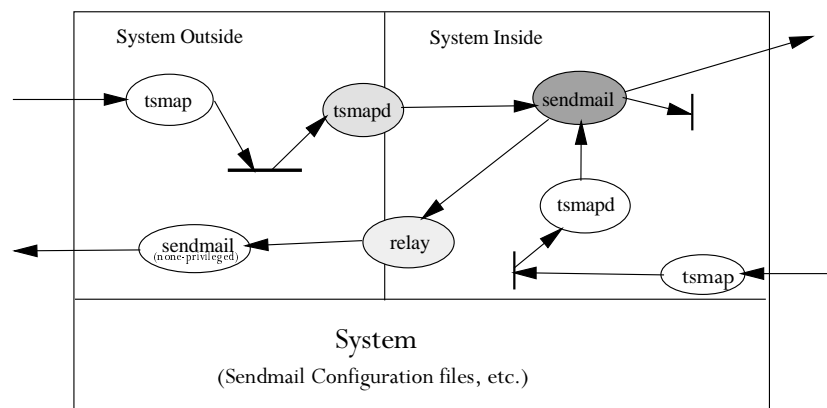 System Outside
System Inside
tsmap
tsmapd
sendmail
tsmapd
sendmail
(none-privileged)
relay
tsmap
System
(Sendmail Configuration files, etc.)